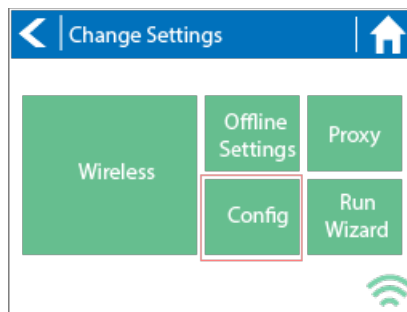 Change Settings
Wireless
Offline
Settings
Proxy
Config
Run
Wizard